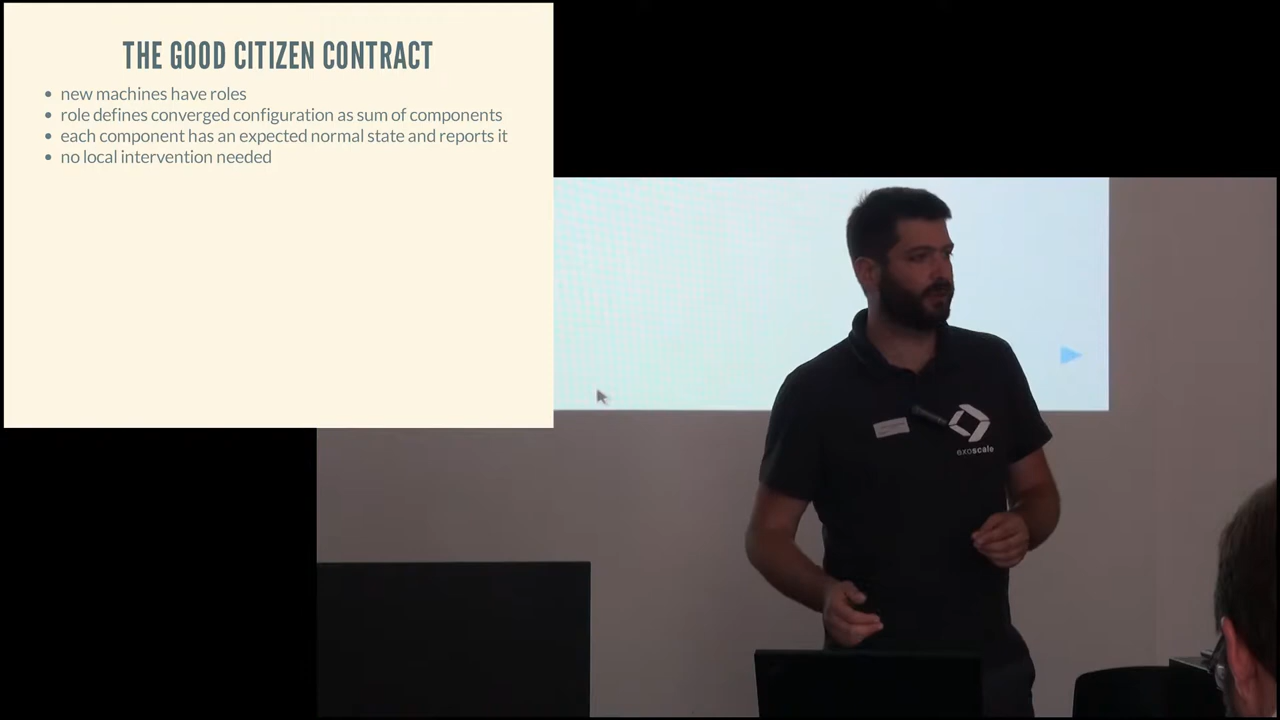 THE GOOD CITIZEN CONTRACT
new machines have roles
role defines converged configuration as sum of components
each component has an expected normal state and reports it
no local intervention needed
exoscale